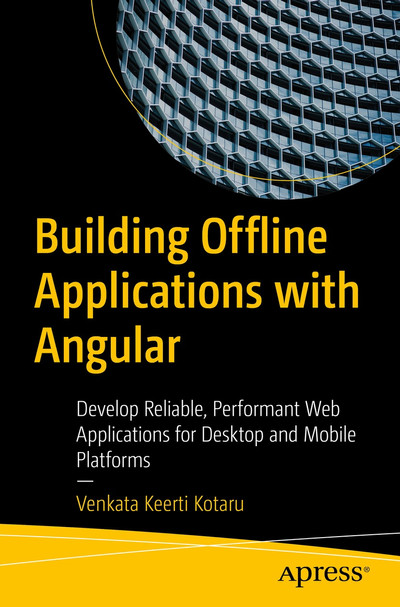 Building Offline
Applications with
Angular
Develop Reliable, Performant Web
Applications for Desktop and Mobile
Platforms
—
Venkata Keerti Kotaru
Apress®